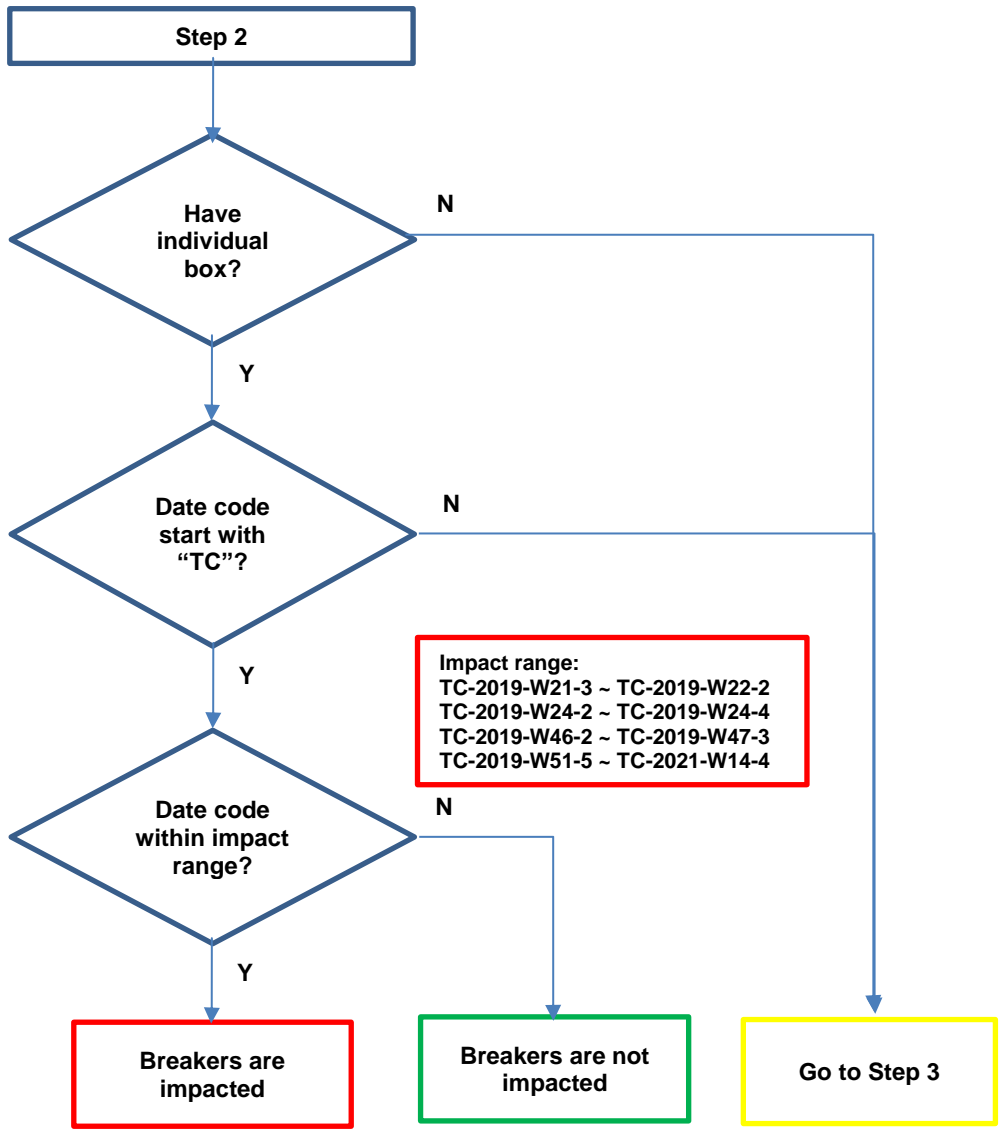 Step 2
Have
individual
box?
N
Y
Date code
start with
“TC”?
N
Y
Impact range:
TC-2019-W21-3 ~ TC-2019-W22-2
TC-2019-W24-2 ~ TC-2019-W24-4
TC-2019-W46-2 ~ TC-2019-W47-3
TC-2019-W51-5 ~ TC-2021-W14-4
Date code
within impact
range?
N
Y
Breakers are
impacted
Breakers are not
impacted
Go to Step 3